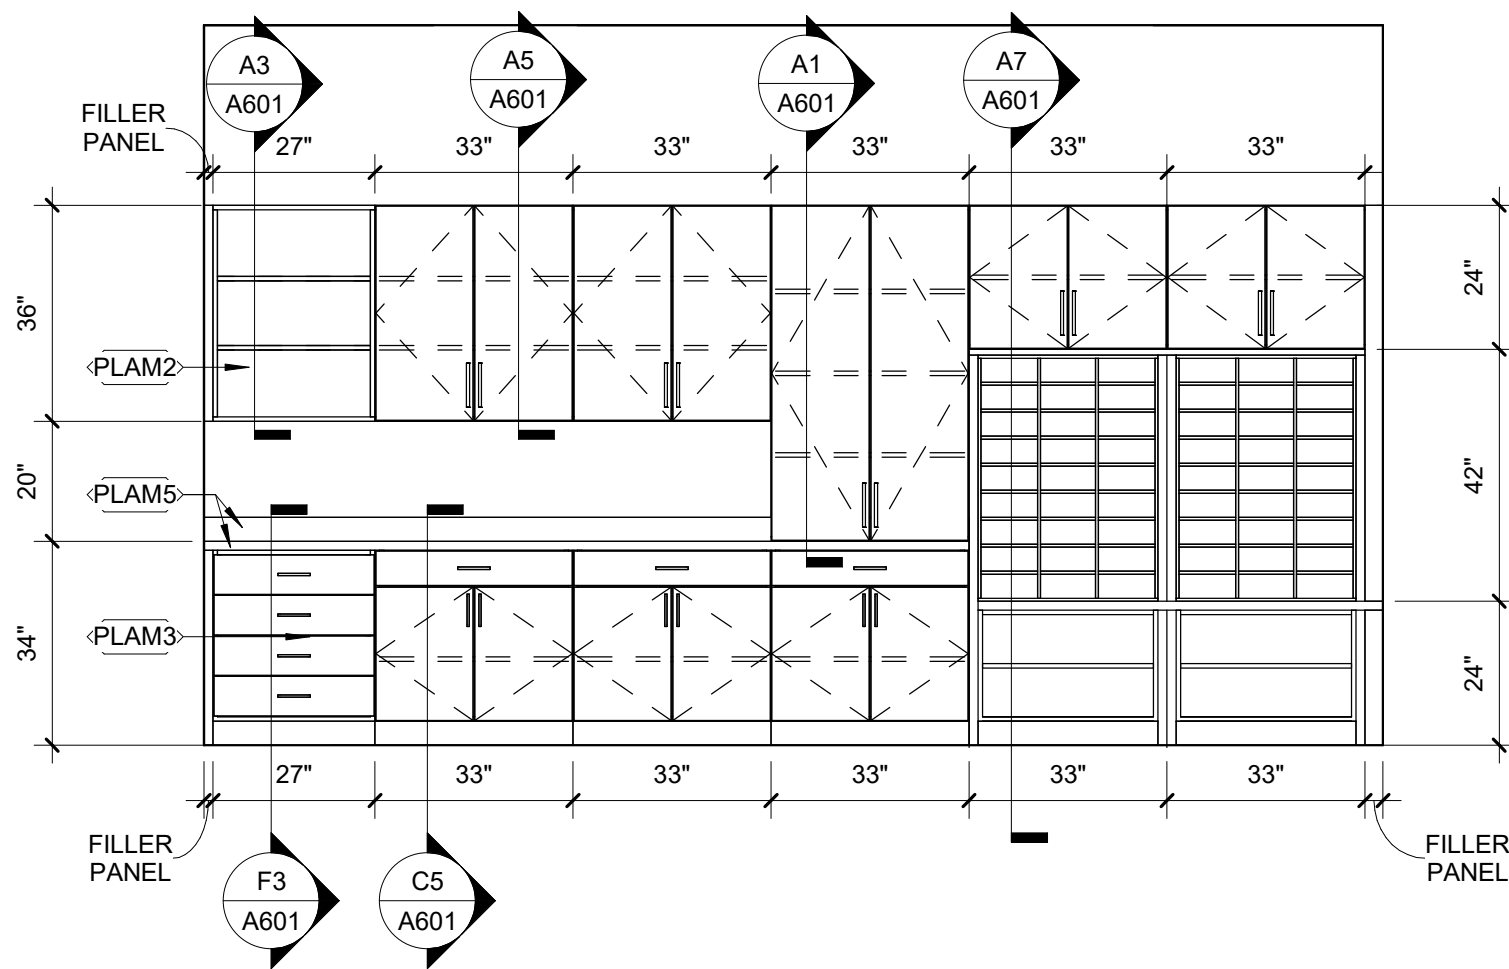 A3
A601
A5
A601
A1
A601
A7
A601
FILLER
PANEL
27"
33"
33"
33"
33"
33"
36"
24"
PLAM2
20"
42"
PLAM5
34"
PLAM3
24"
27"
33"
33"
33"
33"
33"
FILLER
PANEL
FILLER
PANEL
F3
A601
C5
A601